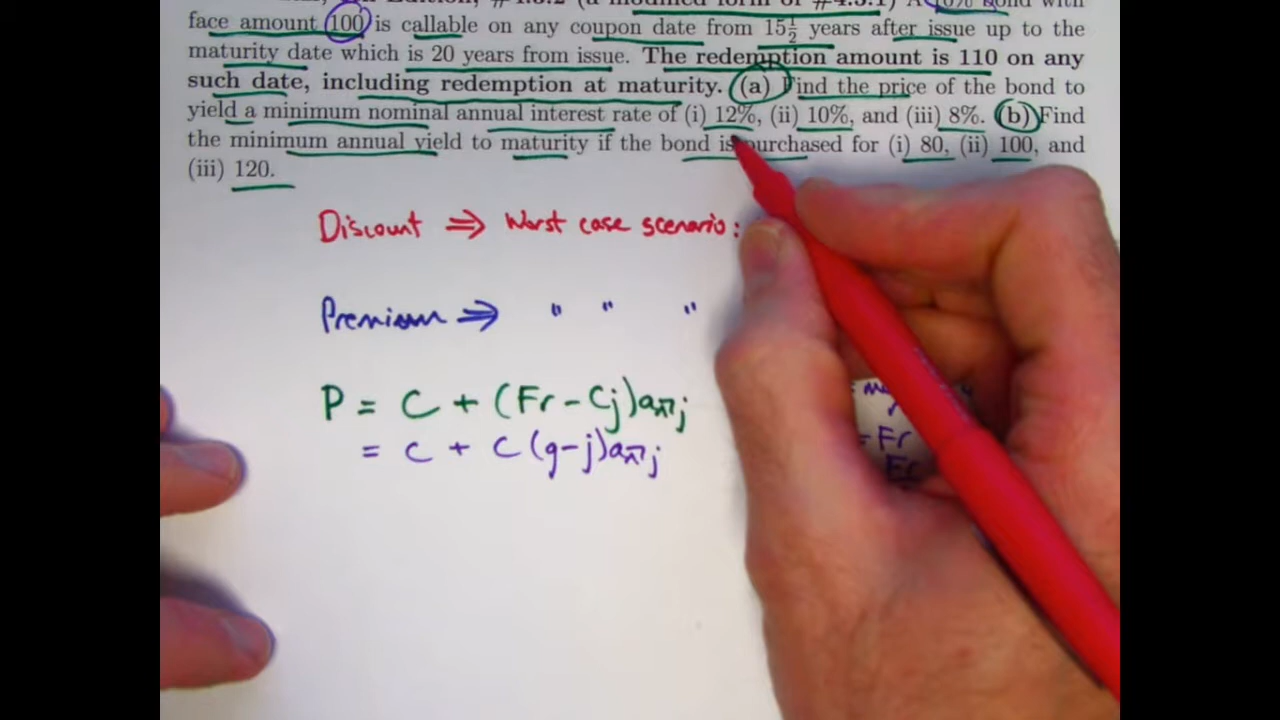 face amount 100 is callable on any coupon date from 15½ years after issue up to the
maturity date which is 20 years from issue. The redemption amount is 110 on any
such date, including redemption at maturity. (a) Find the price of the bond to
yield a minimum nominal annual interest rate of (i) 12%, (ii) 10%, and (iii) 8%. (b) Find
the minimum annual yield to maturity if the bond is purchased for (i) 80, (ii) 100, and
(iii) 120.
Discount ⇒ Worst case scenario:
Premium ⇒ " " "
P = C + (Fr - Cj)a_n⌉j
= C + C(g-j)a_n⌉j
= Fr
Fr